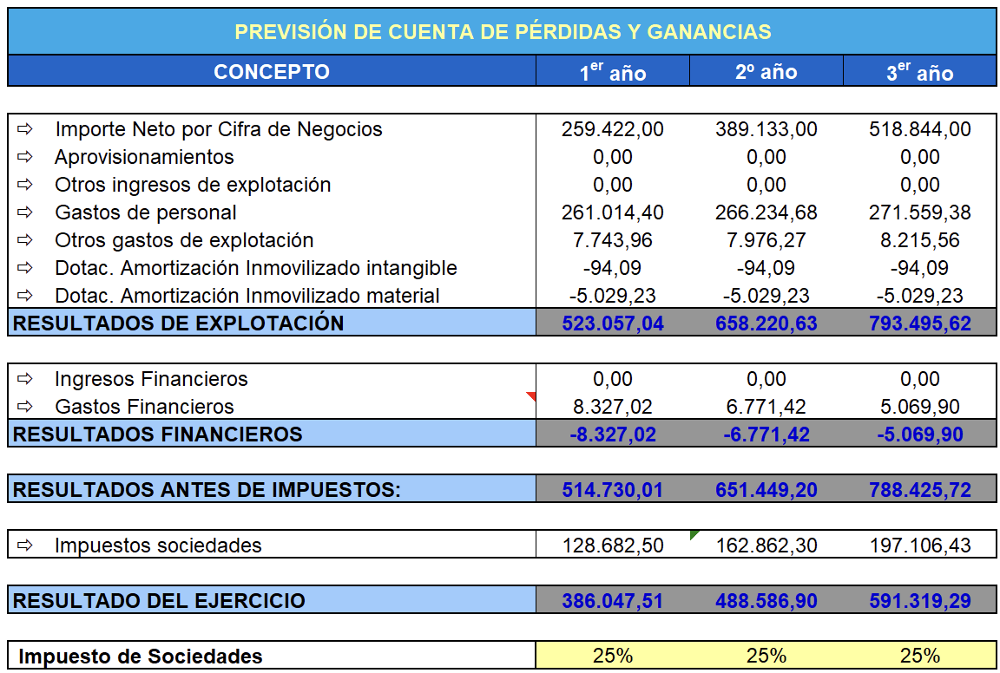 PREVISIÓN DE CUENTA DE PÉRDIDAS Y GANANCIAS
CONCEPTO 1er año 2º año 3er año
⇨ Importe Neto por Cifra de Negocios 259.422,00 389.133,00 518.844,00
⇨ Aprovisionamientos 0,00 0,00 0,00
⇨ Otros ingresos de explotación 0,00 0,00 0,00
⇨ Gastos de personal 261.014,40 266.234,68 271.559,38
⇨ Otros gastos de explotación 7.743,96 7.976,27 8.215,56
⇨ Dotac. Amortización Inmovilizado intangible -94,09 -94,09 -94,09
⇨ Dotac. Amortización Inmovilizado material -5.029,23 -5.029,23 -5.029,23
RESULTADOS DE EXPLOTACIÓN 523.057,04 658.220,63 793.495,62
⇨ Ingresos Financieros 0,00 0,00 0,00
⇨ Gastos Financieros 8.327,02 6.771,42 5.069,90
RESULTADOS FINANCIEROS -8.327,02 -6.771,42 -5.069,90
RESULTADOS ANTES DE IMPUESTOS: 514.730,01 651.449,20 788.425,72
⇨ Impuestos sociedades 128.682,50 162.862,30 197.106,43
RESULTADO DEL EJERCICIO 386.047,51 488.586,90 591.319,29
Impuesto de Sociedades 25% 25% 25%